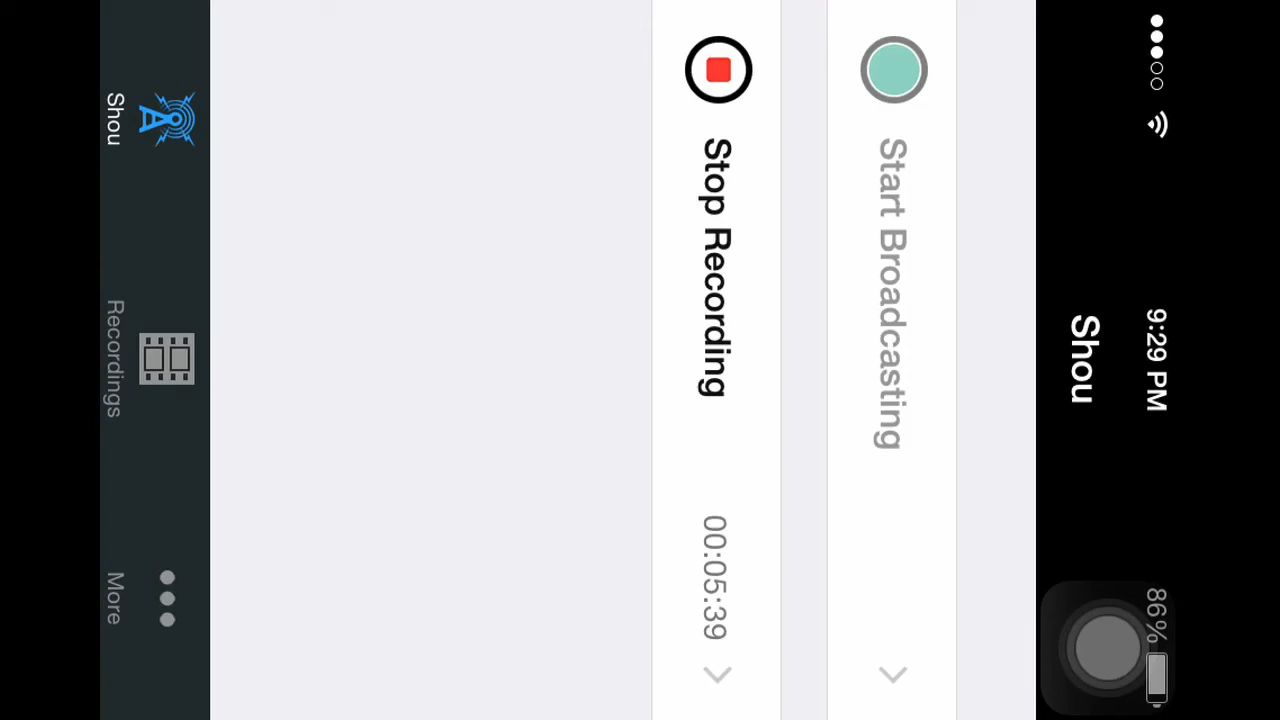 9:29 PM
86%
Shou
Start Broadcasting
Stop Recording
00:05:39
Shou
Recordings
More